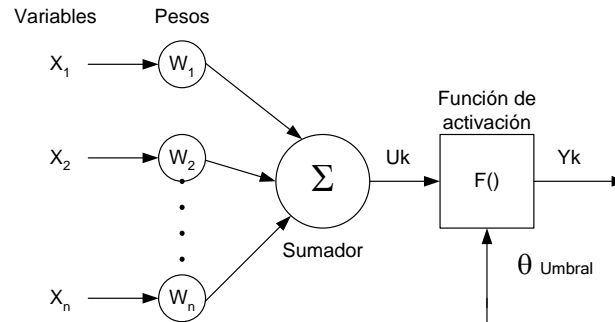 Variables
Pesos
X1
W1
Función de
activación
X2
W2
Σ
Uk
F()
Yk
Sumador
θ Umbral
Xn
Wn